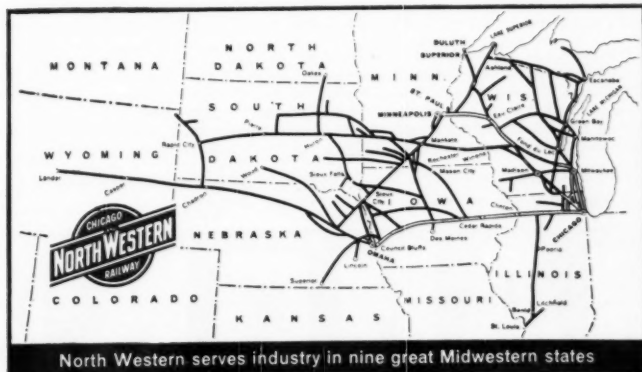 LAKE SUPERIOR
DULUTH
SUPERIOR
NORTH
DAKOTA
MONTANA
MINN.
Ashland
Escanaba
Oakes
ST. PAUL
WIS
LAKE MICHIGAN
SOUTH
MINNEAPOLIS
Eau Claire
Green Bay
Pierre
Manitowoc
Huron
Mankato
Fond du Lac
Rapid City
WYOMING
DAKOTA
Rochester
Winona
Milwaukee
Lander
Wood
Mason City
Madison
Casper
Sioux Falls
Chadron
Sioux
City
IOWA
Clinton
CHICAGO
NORTH WESTERN
RAILWAY
Cedar Rapids
CHICAGO
NEBRASKA
Des Moines
OMAHA
Council Bluffs
Peoria
Lincoln
ILLINOIS
Superior
COLORADO
MISSOURI
Benld
Litchfield
KANSAS
St. Louis
North Western serves industry in nine great Midwestern states